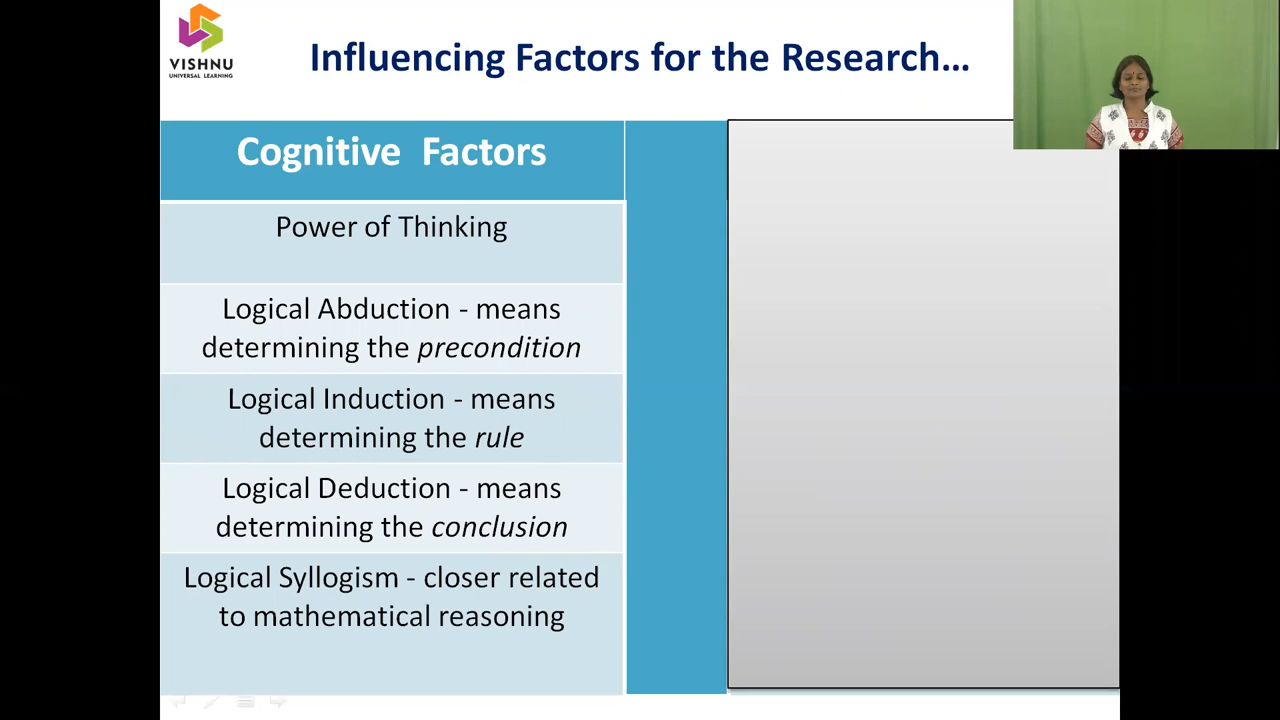 VISHNU
UNIVERSAL LEARNING
Influencing Factors for the Research...
Cognitive Factors
Power of Thinking
Logical Abduction - means
determining the precondition
Logical Induction - means
determining the rule
Logical Deduction - means
determining the conclusion
Logical Syllogism - closer related
to mathematical reasoning